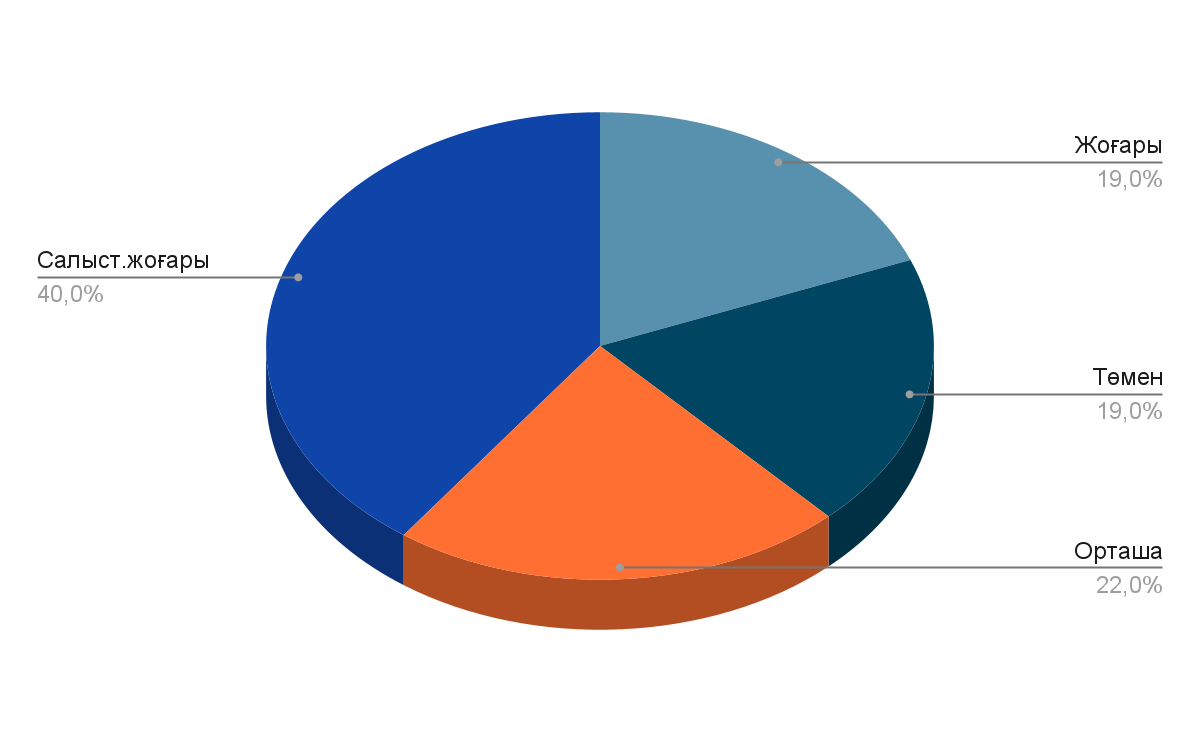 Жоғары
19,0%
Салыст.жоғары
40,0%
Төмен
19,0%
Орташа
22,0%